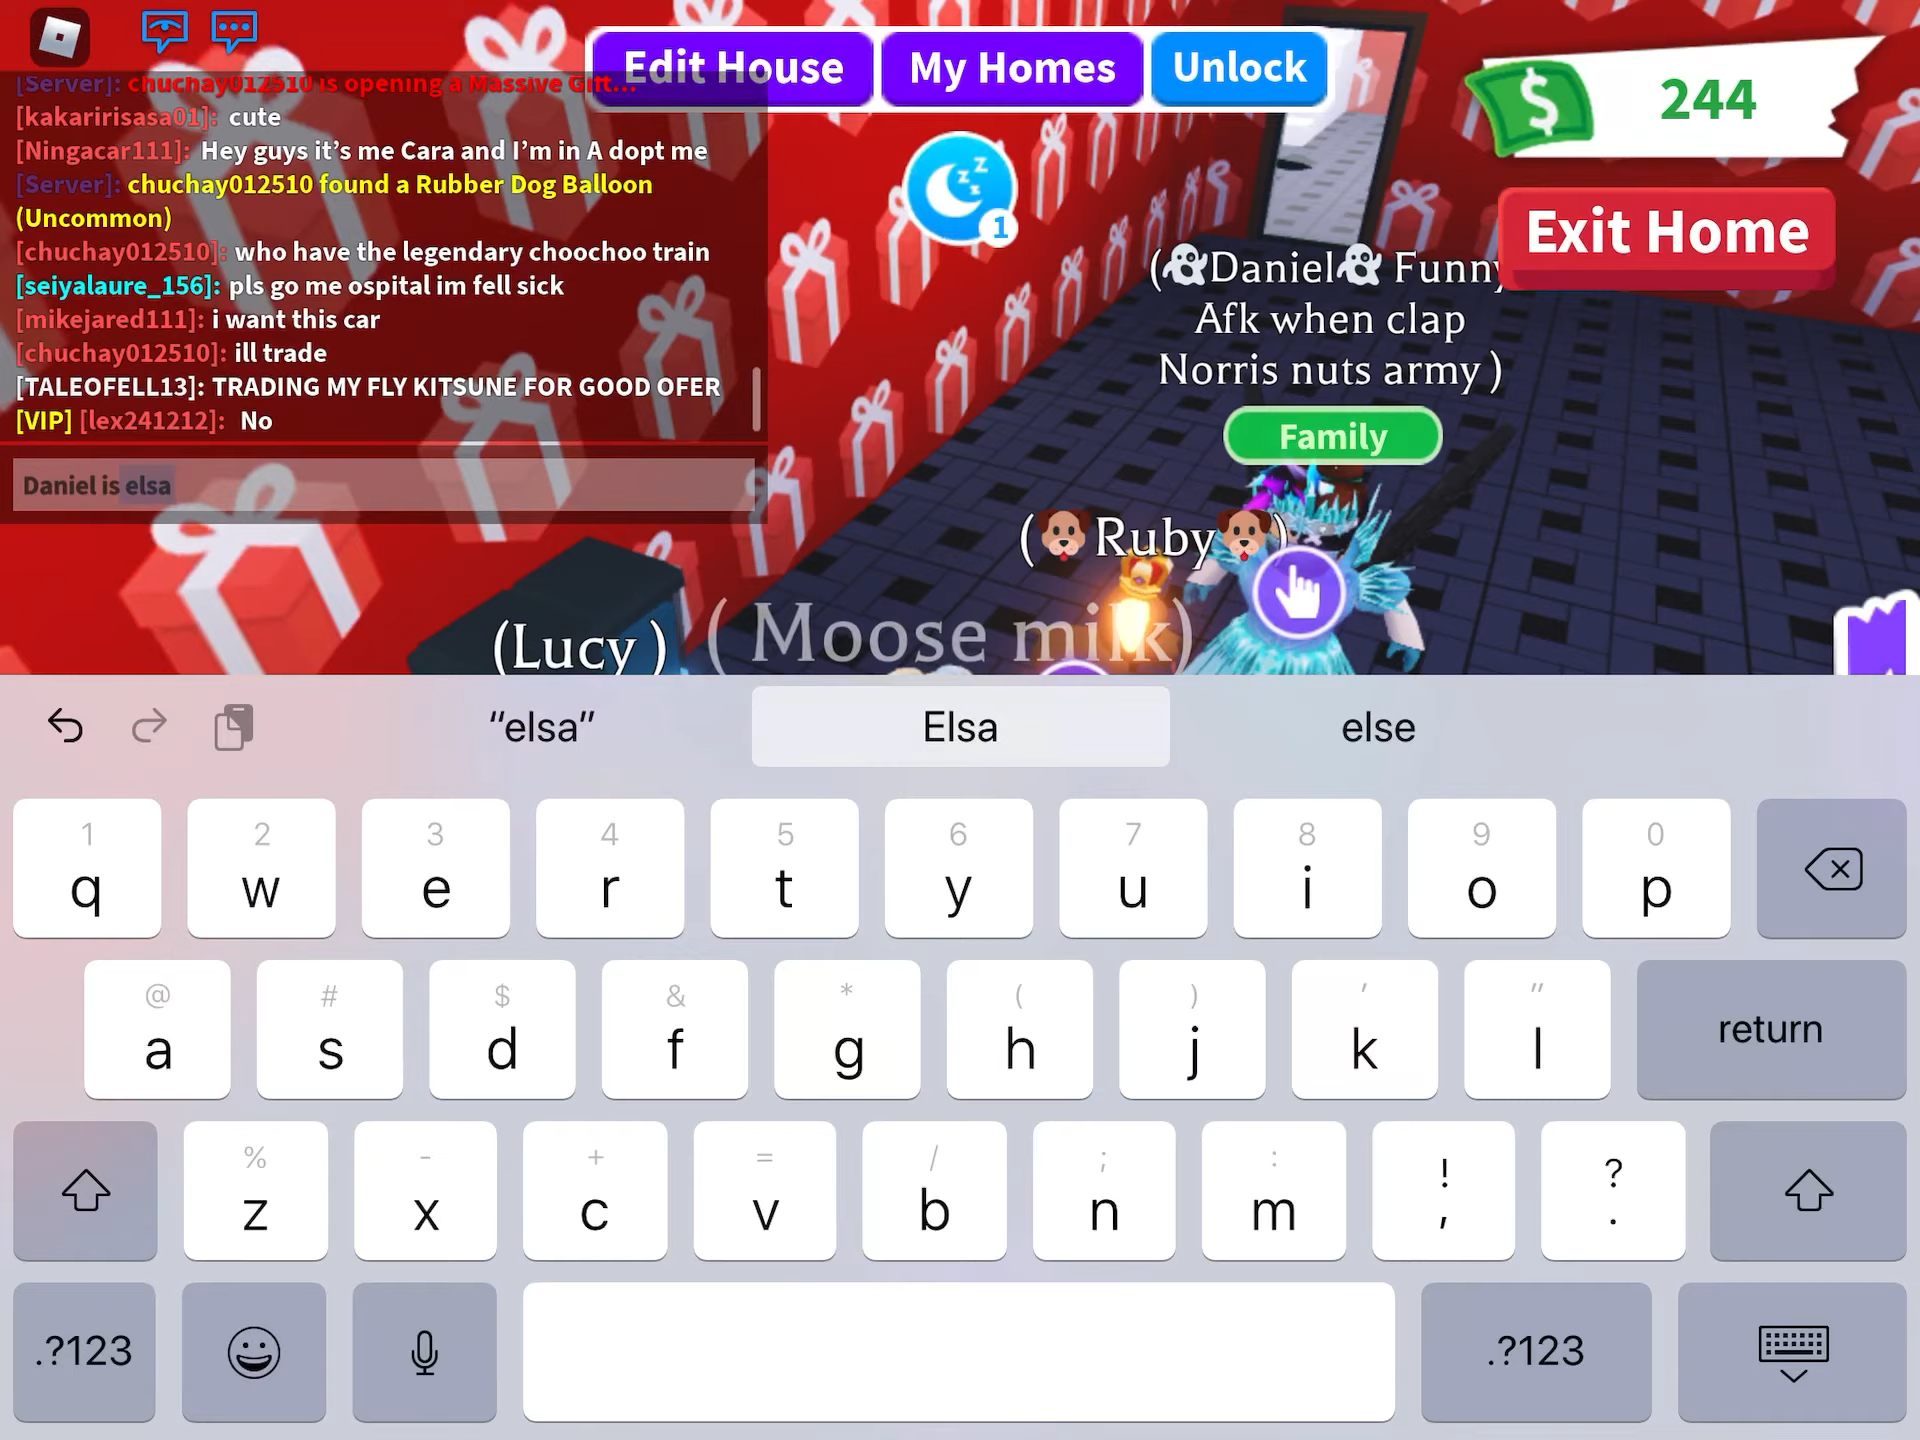 Edit House
My Homes
Unlock
244
Exit Home
[Server]: chuchay012510 is opening a Massive Gift...
[kakaririsasa01]: cute
[Ningacar111]: Hey guys it’s me Cara and I’m in A dopt me
[Server]: chuchay012510 found a Rubber Dog Balloon
(Uncommon)
[chuchay012510]: who have the legendary choochoo train
[seiyalaure_156]: pls go me ospital im fell sick
[mikejared111]: i want this car
[chuchay012510]: ill trade
[TALEOFELL13]: TRADING MY FLY KITSUNE FOR GOOD OFER
[VIP] [lex241212]: No
Daniel is elsa
1
(👻Daniel👻 Funny
Afk when clap
Norris nuts army )
Family
(🐶Ruby🐶 )
(Lucy )
( Moose milk)
“elsa”
Elsa
else
1 2 3 4 5 6 7 8 9 0
q w e r t y u i o p
@ # $ & * ( ) ' "
a s d f g h j k l
return
% - + = / ; : ! ?
z x c v b n m , .
.?123
.?123